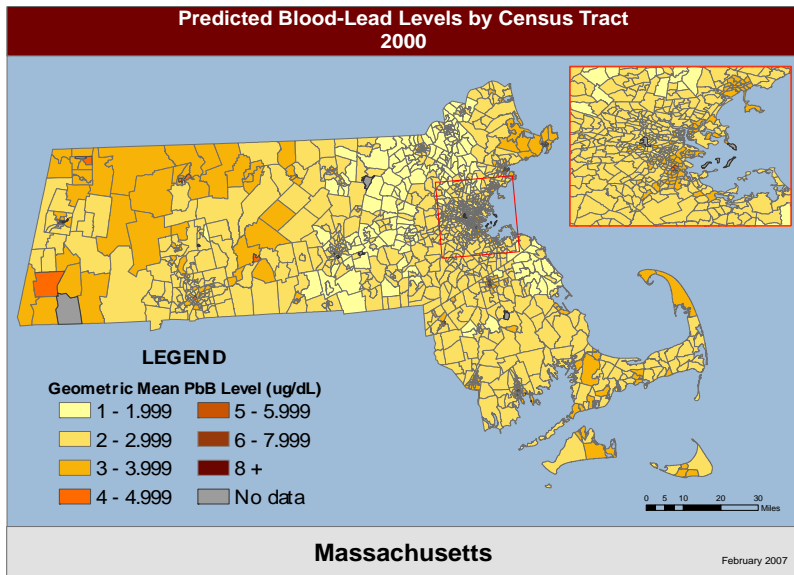 Predicted Blood-Lead Levels by Census Tract
2000
LEGEND
Geometric Mean PbB Level (ug/dL)
1 - 1.999
2 - 2.999
3 - 3.999
4 - 4.999
5 - 5.999
6 - 7.999
8 +
No data
0 5 10 20 30
Miles
Massachusetts
February 2007